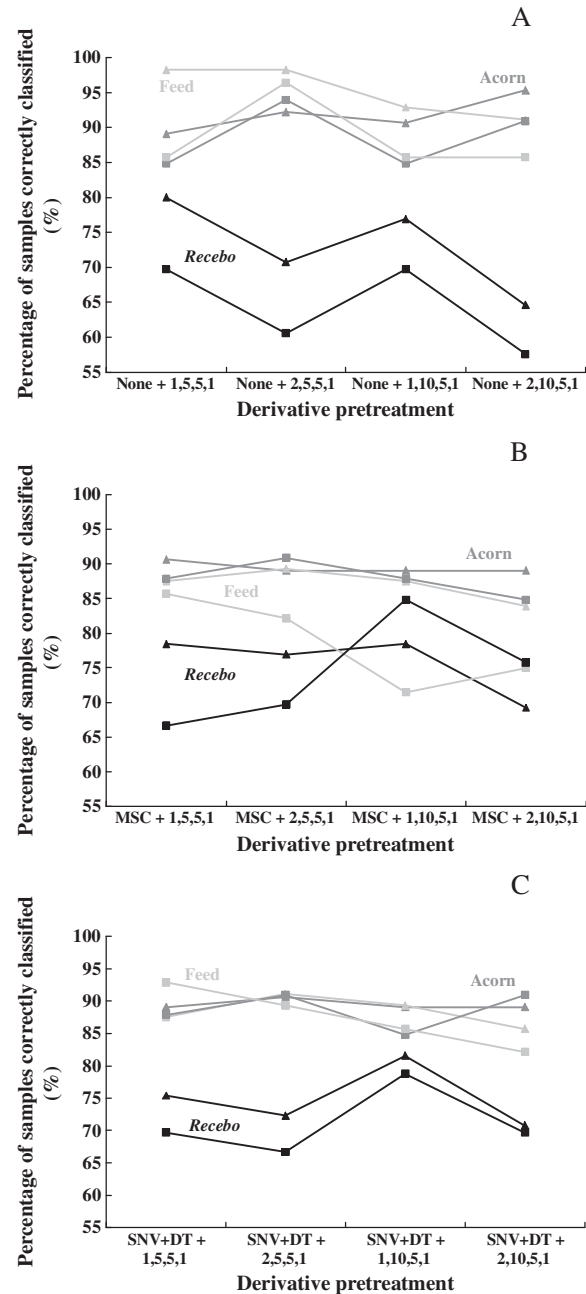 A
Percentage of samples correctly classified
(%)
100
95
90
85
80
75
70
65
60
55
Feed
Acorn
Recebo
None + 1,5,5,1
None + 2,5,5,1
None + 1,10,5,1
None + 2,10,5,1
Derivative pretreatment
B
Percentage of samples correctly classified
(%)
100
95
90
85
80
75
70
65
60
55
Acorn
Feed
Recebo
MSC + 1,5,5,1
MSC + 2,5,5,1
MSC + 1,10,5,1
MSC + 2,10,5,1
Derivative pretreatment
C
Percentage of samples correctly classified
(%)
100
95
90
85
80
75
70
65
60
55
Feed
Acorn
Recebo
SNV+DT +
1,5,5,1
SNV+DT +
2,5,5,1
SNV+DT +
1,10,5,1
SNV+DT +
2,10,5,1
Derivative pretreatment